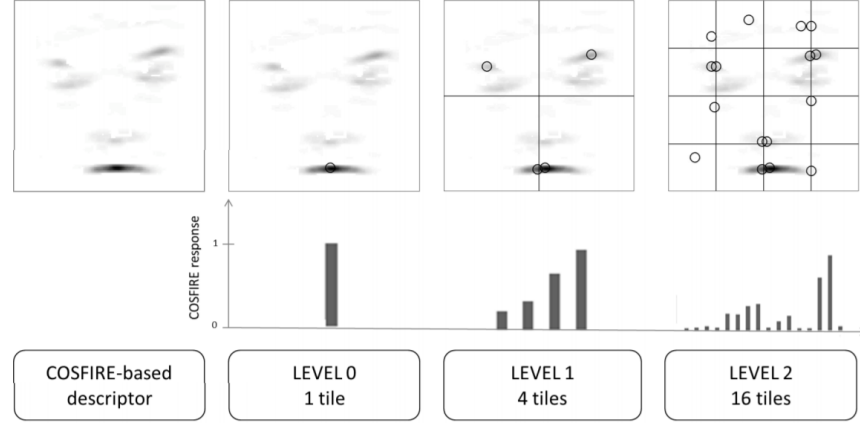 COSFIRE response
1
0
COSFIRE-based
descriptor
LEVEL 0
1 tile
LEVEL 1
4 tiles
LEVEL 2
16 tiles